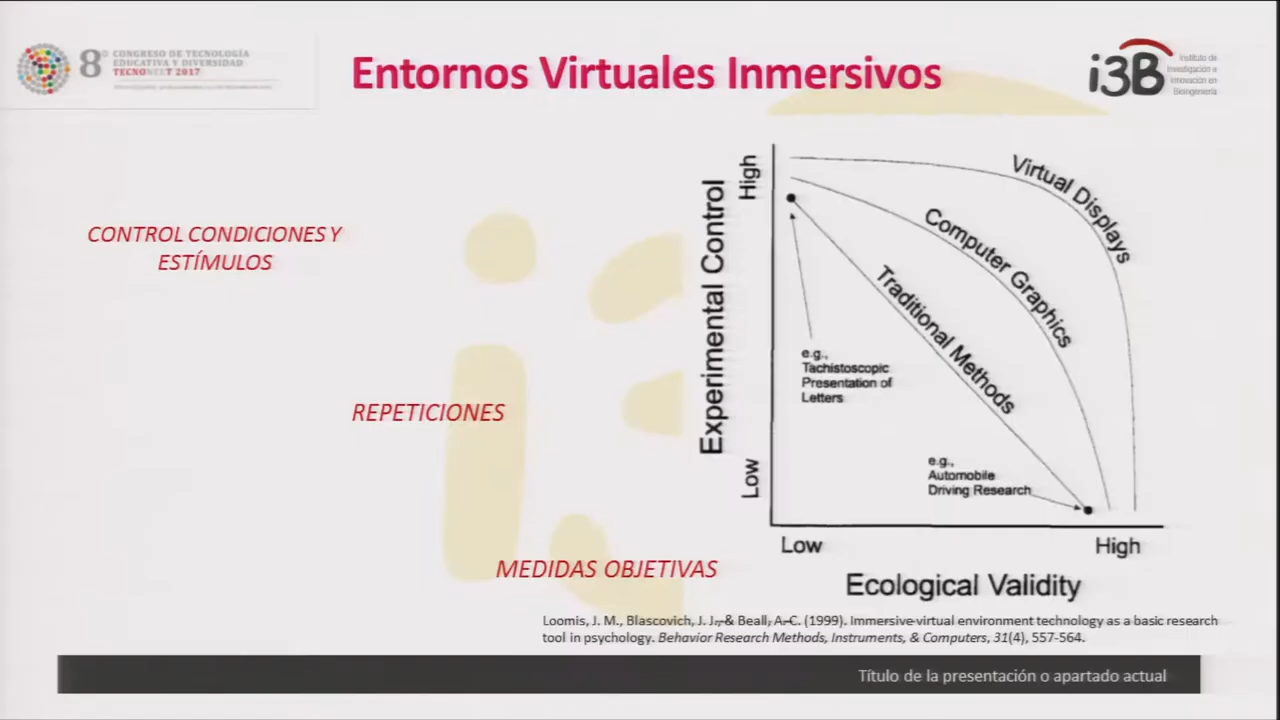 8º CONGRESO DE TECNOLOGÍA
EDUCATIVA Y DIVERSIDAD
TECNONEET 2017
Entornos Virtuales Inmersivos
i3B
Instituto de
Investigación e
Innovación en
Bioingeniería
CONTROL CONDICIONES Y
ESTÍMULOS
REPETICIONES
MEDIDAS OBJETIVAS
Experimental Control
High
Low
Virtual Displays
Computer Graphics
Traditional Methods
e.g.,
Tachistoscopic
Presentation of
Letters
e.g.,
Automobile
Driving Research
Low
High
Ecological Validity
Loomis, J. M., Blascovich, J. J., & Beall, A. C. (1999). Immersive virtual environment technology as a basic research
tool in psychology. Behavior Research Methods, Instruments, & Computers, 31(4), 557-564.
Título de la presentación o apartado actual